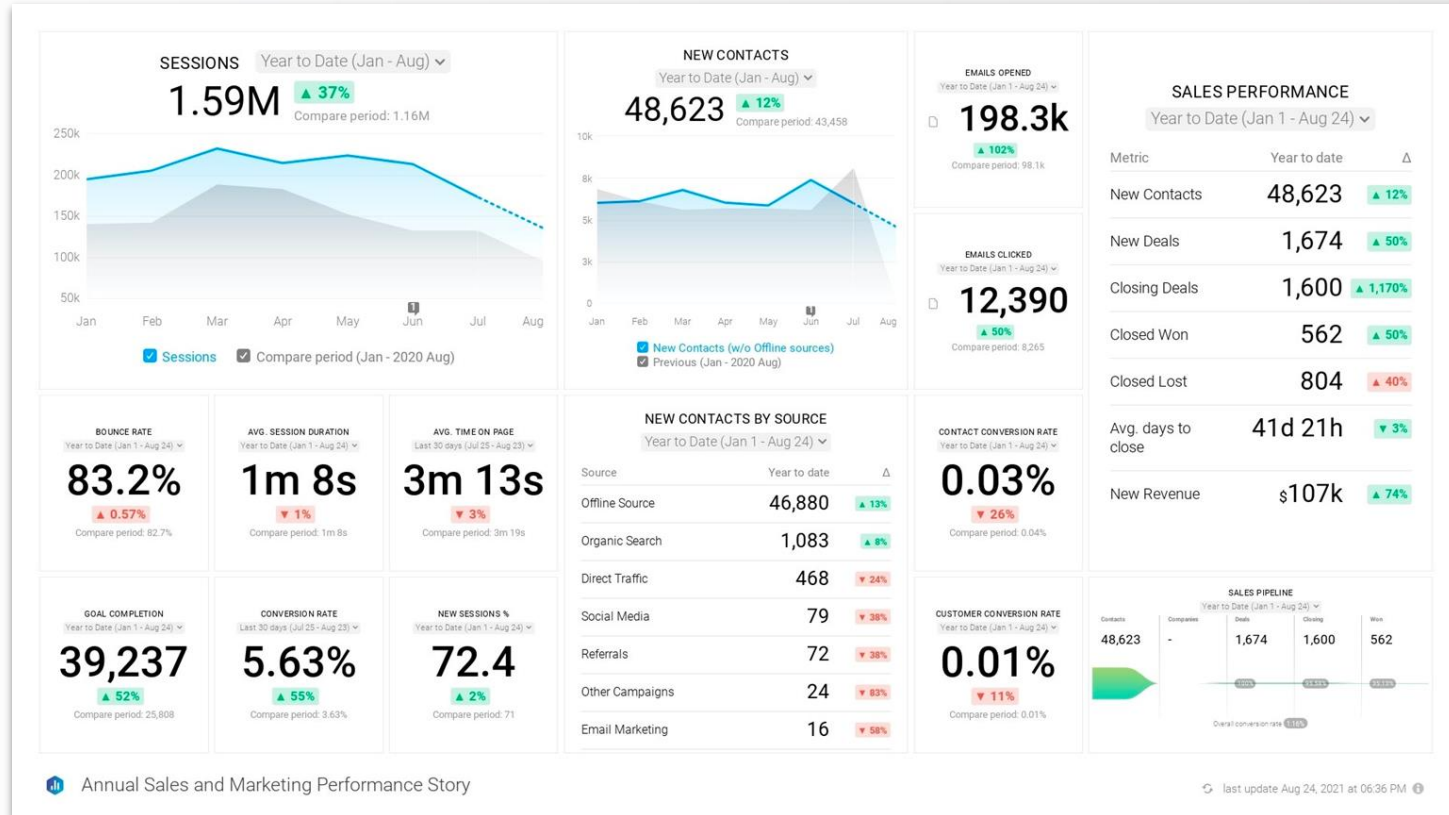 SESSIONS Year to Date (Jan - Aug)
1.59M ▲ 37%
Compare period: 1.16M
250k
200k
150k
100k
50k
Jan Feb Mar Apr May Jun Jul Aug
1
Sessions Compare period (Jan - 2020 Aug)
NEW CONTACTS
Year to Date (Jan - Aug)
48,623 ▲ 12%
Compare period: 43,458
10k
8k
5k
3k
0
Jan Feb Mar Apr May Jun Jul Aug
1
New Contacts (w/o Offline sources)
Previous (Jan - 2020 Aug)
EMAILS OPENED
Year to Date (Jan 1 - Aug 24)
198.3k
▲ 102%
Compare period: 98.1k
EMAILS CLICKED
Year to Date (Jan 1 - Aug 24)
12,390
▲ 50%
Compare period: 8,265
SALES PERFORMANCE
Year to Date (Jan 1 - Aug 24)
Metric Year to date Δ
New Contacts 48,623 ▲ 12%
New Deals 1,674 ▲ 50%
Closing Deals 1,600 ▲ 1,170%
Closed Won 562 ▲ 50%
Closed Lost 804 ▲ 40%
Avg. days to close 41d 21h ▼ 3%
New Revenue $107k ▲ 74%
BOUNCE RATE
Year to Date (Jan 1 - Aug 24)
83.2%
▲ 0.57%
Compare period: 82.7%
AVG. SESSION DURATION
Year to Date (Jan 1 - Aug 24)
1m 8s
▼ 1%
Compare period: 1m 8s
AVG. TIME ON PAGE
Last 30 days (Jul 25 - Aug 23)
3m 13s
▼ 3%
Compare period: 3m 19s
NEW CONTACTS BY SOURCE
Year to Date (Jan 1 - Aug 24)
Source Year to date Δ
Offline Source 46,880 ▲ 13%
Organic Search 1,083 ▲ 8%
Direct Traffic 468 ▼ 24%
Social Media 79 ▼ 38%
Referrals 72 ▼ 38%
Other Campaigns 24 ▼ 83%
Email Marketing 16 ▼ 58%
CONTACT CONVERSION RATE
Year to Date (Jan 1 - Aug 24)
0.03%
▼ 26%
Compare period: 0.04%
GOAL COMPLETION
Year to Date (Jan 1 - Aug 24)
39,237
▲ 52%
Compare period: 25,808
CONVERSION RATE
Last 30 days (Jul 25 - Aug 23)
5.63%
▲ 55%
Compare period: 3.63%
NEW SESSIONS %
Year to Date (Jan 1 - Aug 24)
72.4
▲ 2%
Compare period: 71
CUSTOMER CONVERSION RATE
Year to Date (Jan 1 - Aug 24)
0.01%
▼ 11%
Compare period: 0.01%
SALES PIPELINE
Year to Date (Jan 1 - Aug 24)
Contacts Companies Deals Closing Won
48,623 - 1,674 1,600 562
100%
Overall conversion rate 1.16%
Annual Sales and Marketing Performance Story
last update Aug 24, 2021 at 06:36 PM